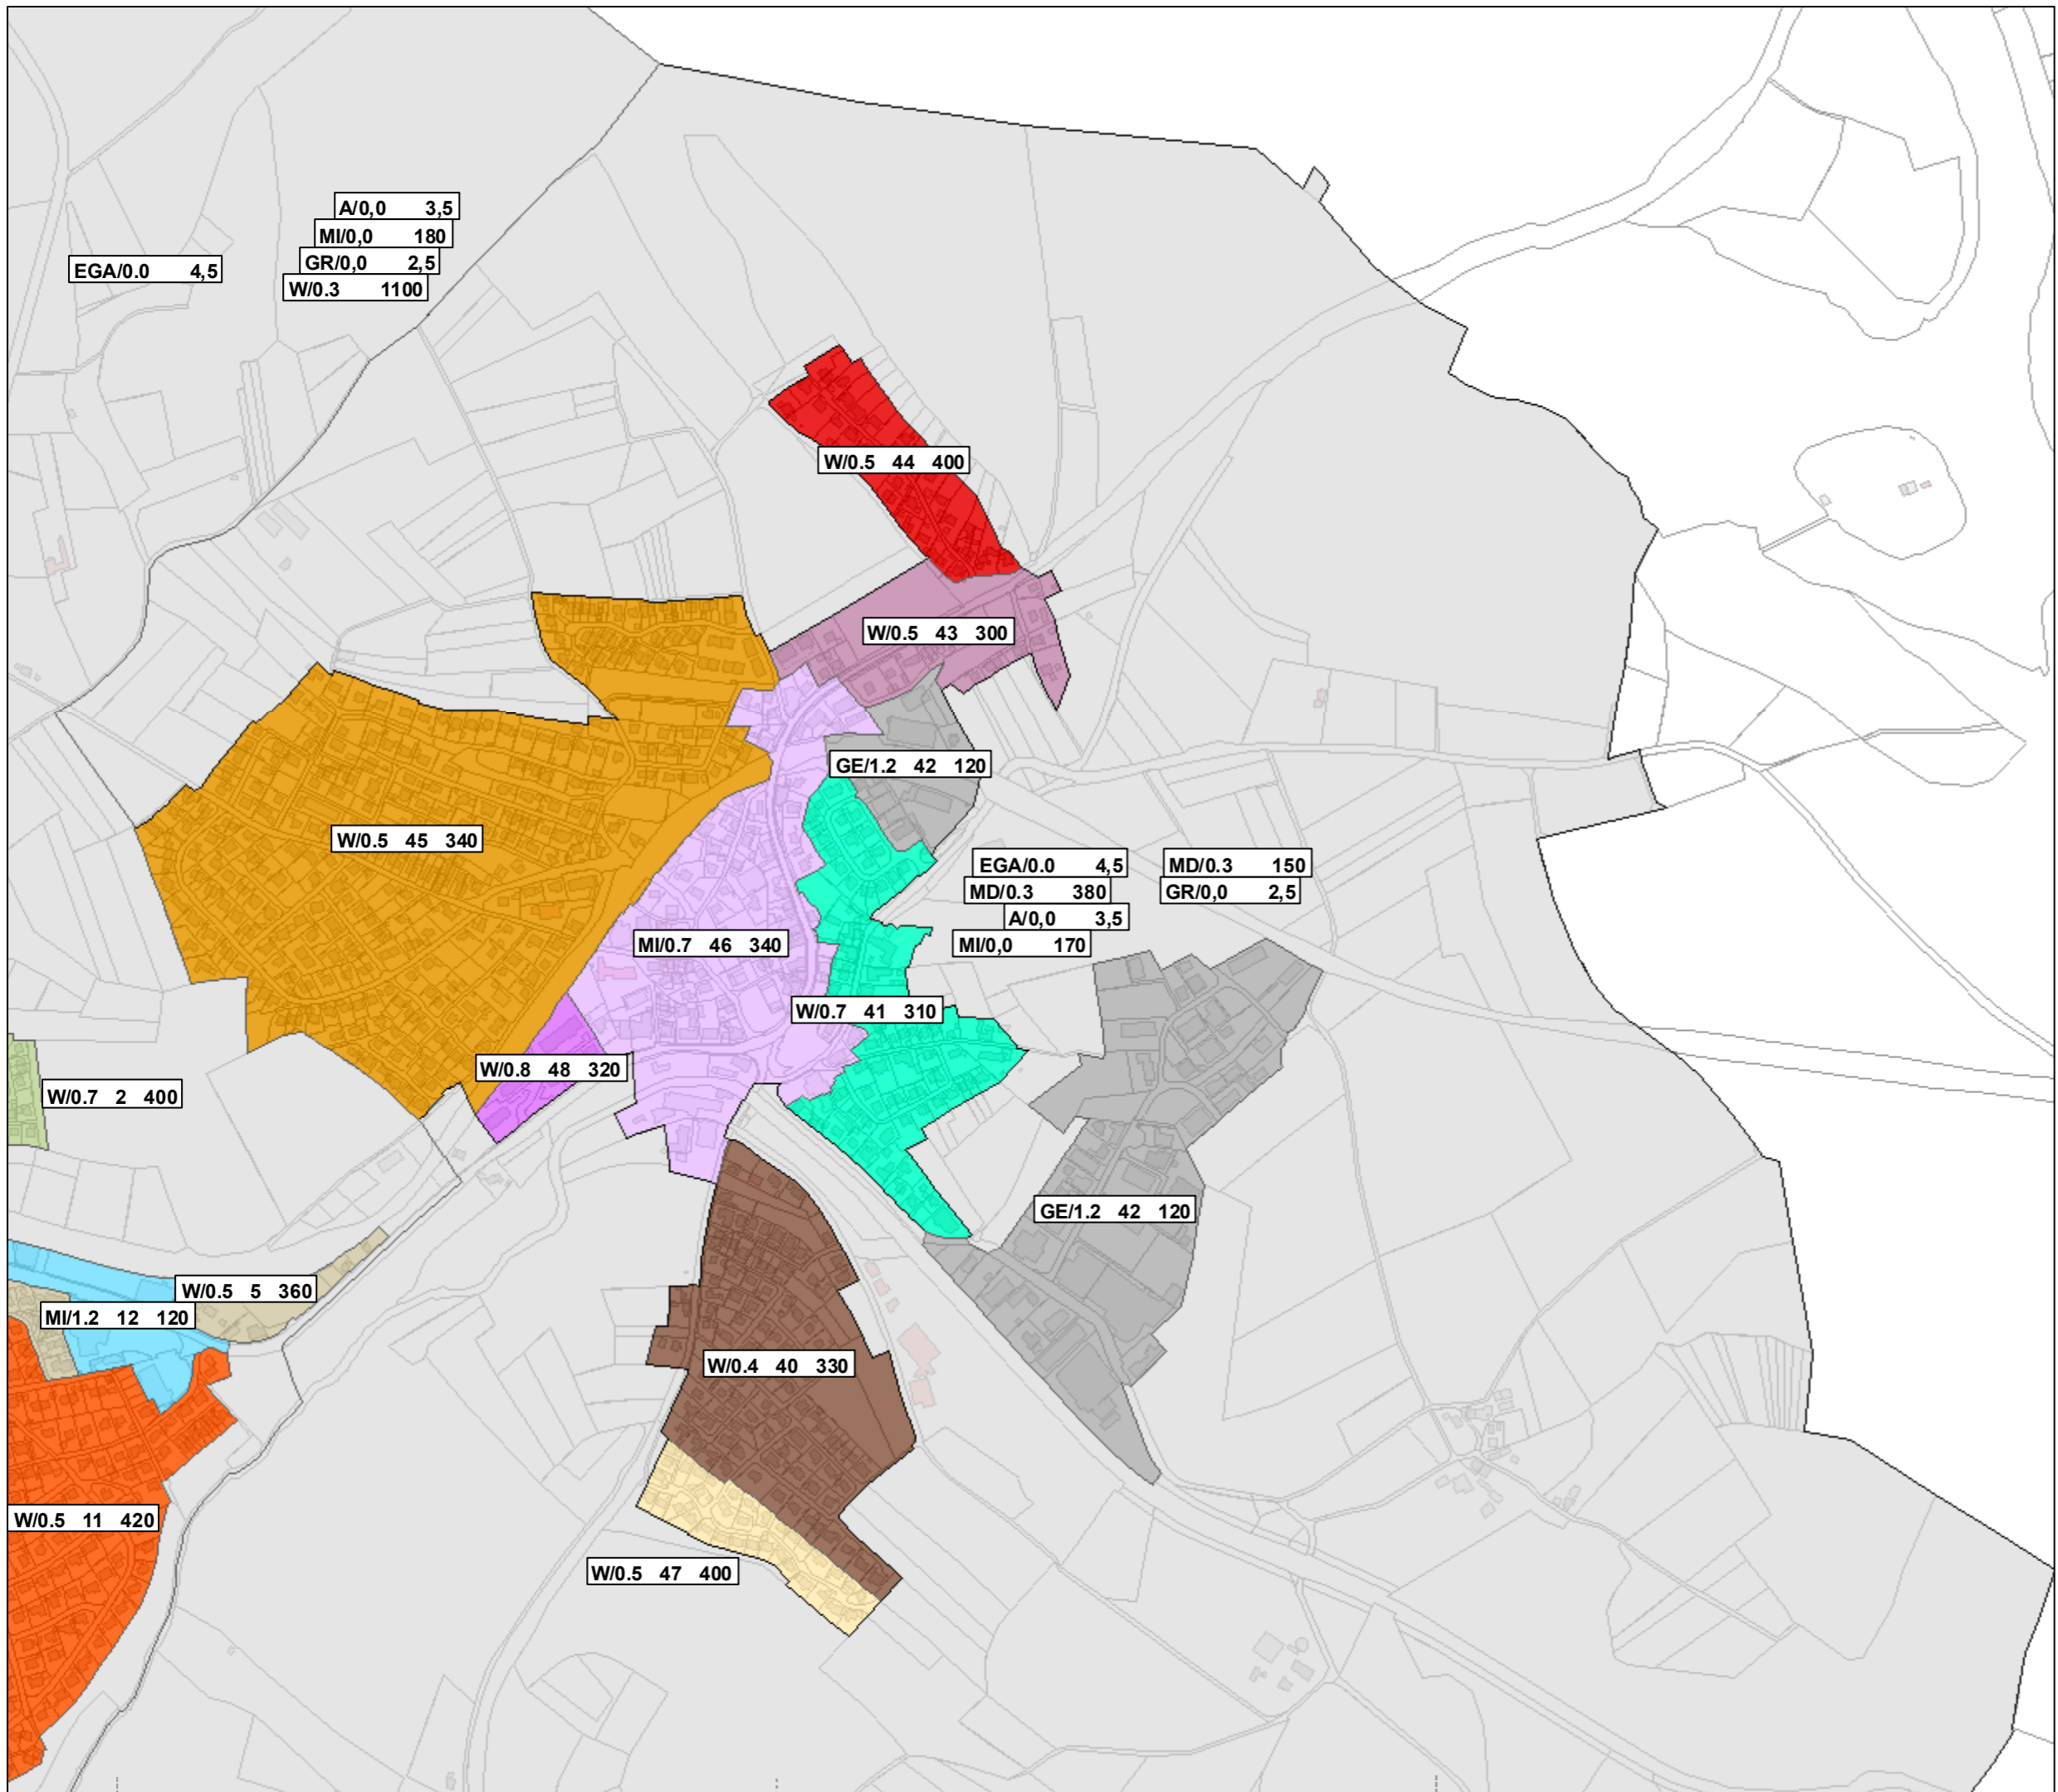 A/0,0 3,5
MI/0,0 180
EGA/0.0 4,5
GR/0,0 2,5
W/0.3 1100
W/0.5 44 400
W/0.5 43 300
GE/1.2 42 120
W/0.5 45 340
EGA/0.0 4,5
MD/0.3 150
MD/0.3 380
GR/0,0 2,5
A/0,0 3,5
MI/0,0 170
MI/0.7 46 340
W/0.7 41 310
W/0.8 48 320
W/0.7 2 400
GE/1.2 42 120
W/0.5 5 360
MI/1.2 12 120
W/0.4 40 330
W/0.5 11 420
W/0.5 47 400